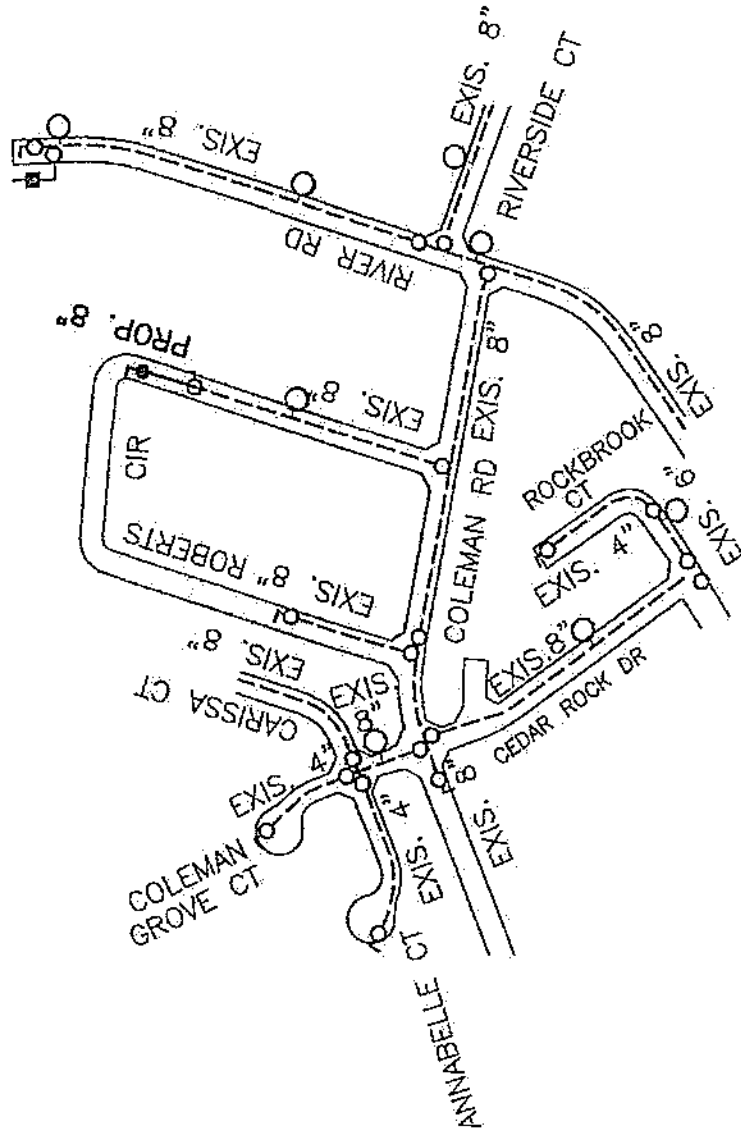 EXIS. 8"
EXIS. 8"
RIVERSIDE CT
RIVER RD
PROP. 8"
EXIS. 8"
EXIS. 8"
CIR
COLEMAN RD EXIS. 8"
ROCKBROOK
CT
EXIS. 6"
EXIS. 4"
EXIS. 8" ROBERTS
EXIS. 8"
CARISSA CT
EXIS
8"
EXIS.8"
CEDAR ROCK DR
EXIS. 4"
COLEMAN
GROVE CT
EXIS. 8"
ANNABELLE CT EXIS. 4"